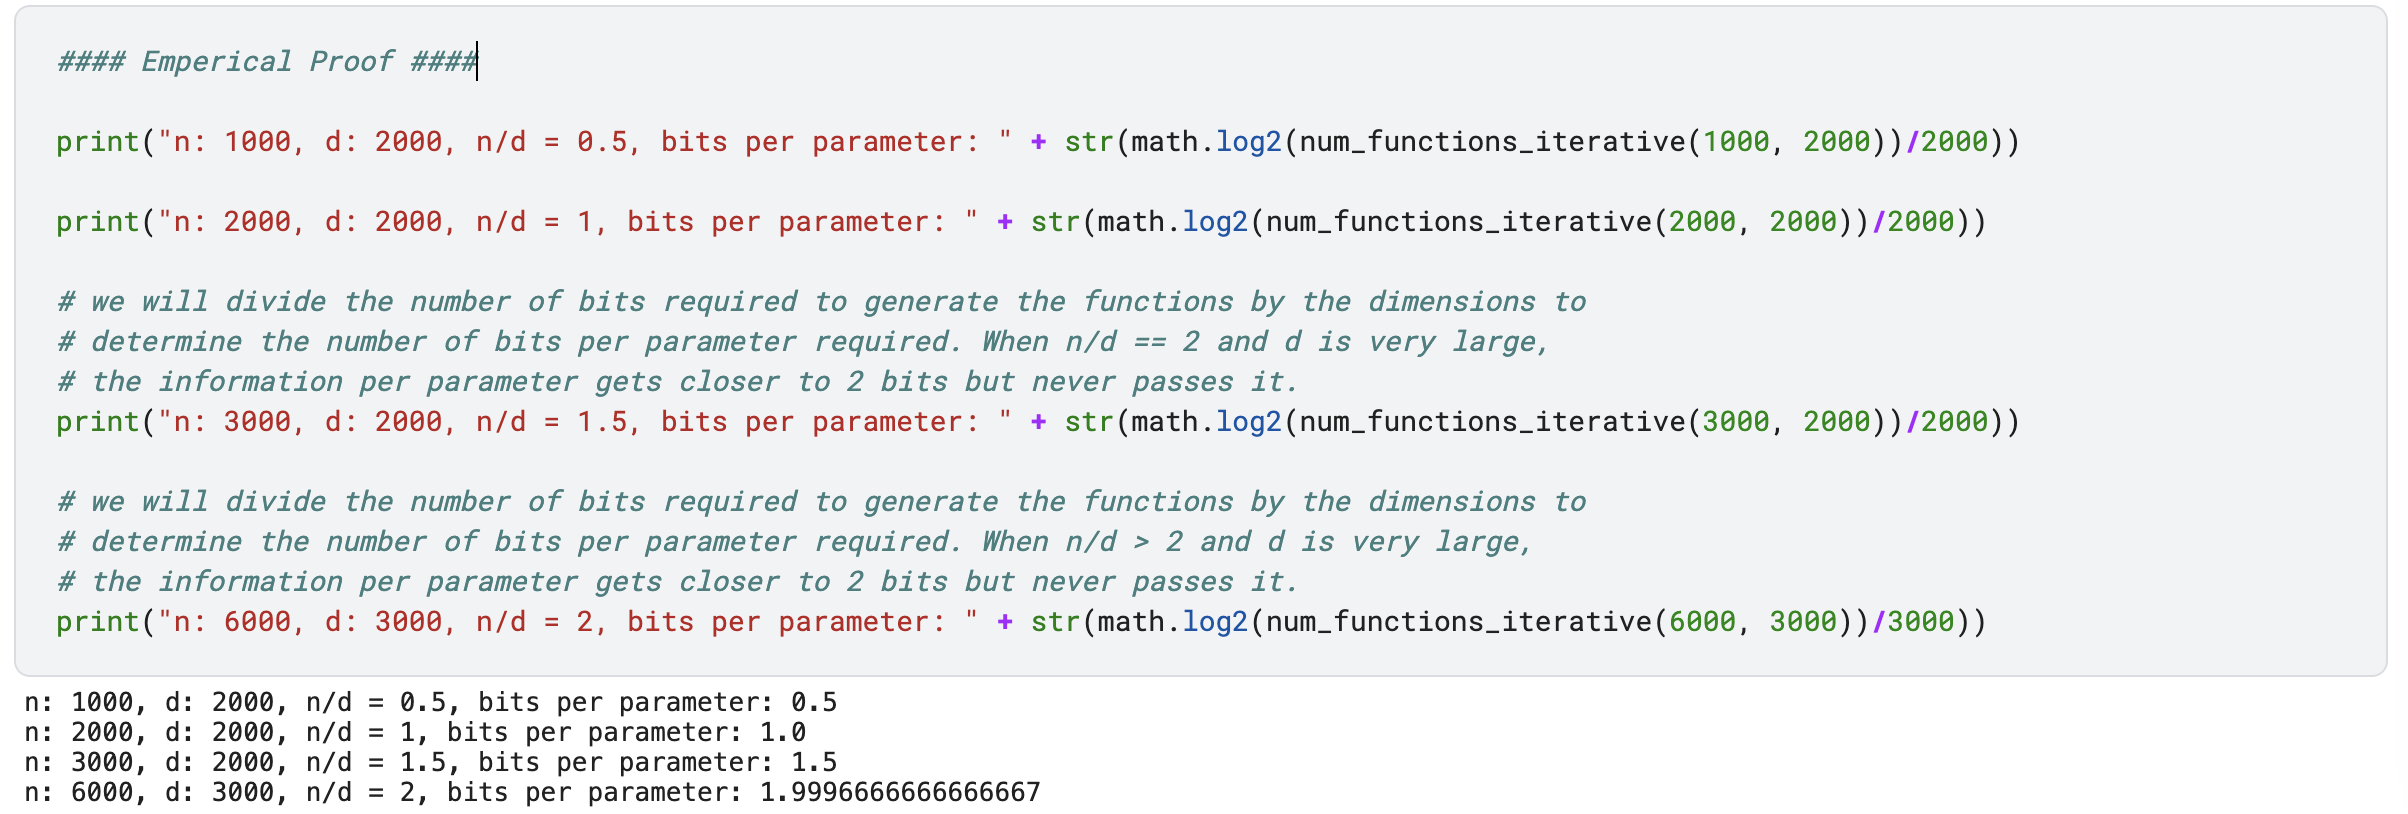 #### Emperical Proof ####
print("n: 1000, d: 2000, n/d = 0.5, bits per parameter: " + str(math.log2(num_functions_iterative(1000, 2000))/2000))
print("n: 2000, d: 2000, n/d = 1, bits per parameter: " + str(math.log2(num_functions_iterative(2000, 2000))/2000))
# we will divide the number of bits required to generate the functions by the dimensions to
# determine the number of bits per parameter required. When n/d == 2 and d is very large,
# the information per parameter gets closer to 2 bits but never passes it.
print("n: 3000, d: 2000, n/d = 1.5, bits per parameter: " + str(math.log2(num_functions_iterative(3000, 2000))/2000))
# we will divide the number of bits required to generate the functions by the dimensions to
# determine the number of bits per parameter required. When n/d > 2 and d is very large,
# the information per parameter gets closer to 2 bits but never passes it.
print("n: 6000, d: 3000, n/d = 2, bits per parameter: " + str(math.log2(num_functions_iterative(6000, 3000))/3000))
n: 1000, d: 2000, n/d = 0.5, bits per parameter: 0.5
n: 2000, d: 2000, n/d = 1, bits per parameter: 1.0
n: 3000, d: 2000, n/d = 1.5, bits per parameter: 1.5
n: 6000, d: 3000, n/d = 2, bits per parameter: 1.9996666666666667